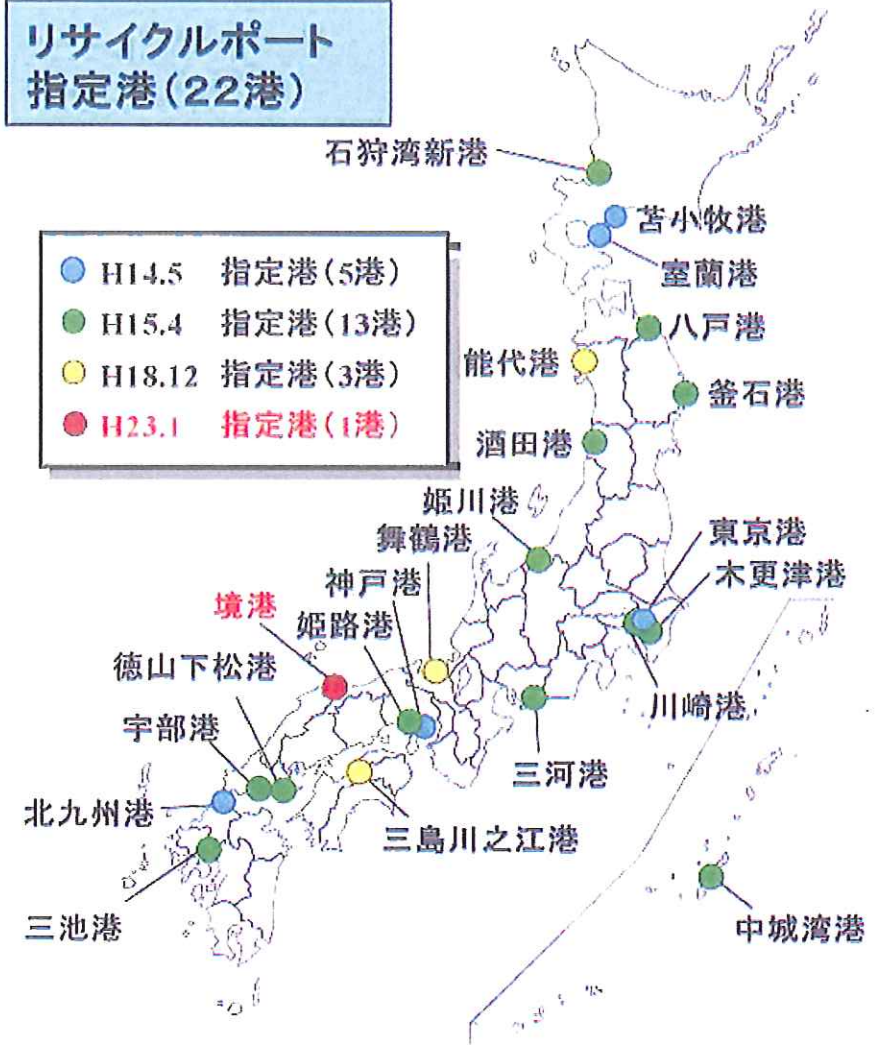 リサイクルポート
指定港(22港)
石狩湾新港
苫小牧港
室蘭港
H14.5 指定港(5港)
H15.4 指定港(13港)
H18.12 指定港(3港)
H23.1 指定港(1港)
八戸港
能代港
釜石港
酒田港
姫川港
舞鶴港
東京港
神戸港
木更津港
境港
姫路港
徳山下松港
川崎港
宇部港
三河港
北九州港
三島川之江港
三池港
中城湾港